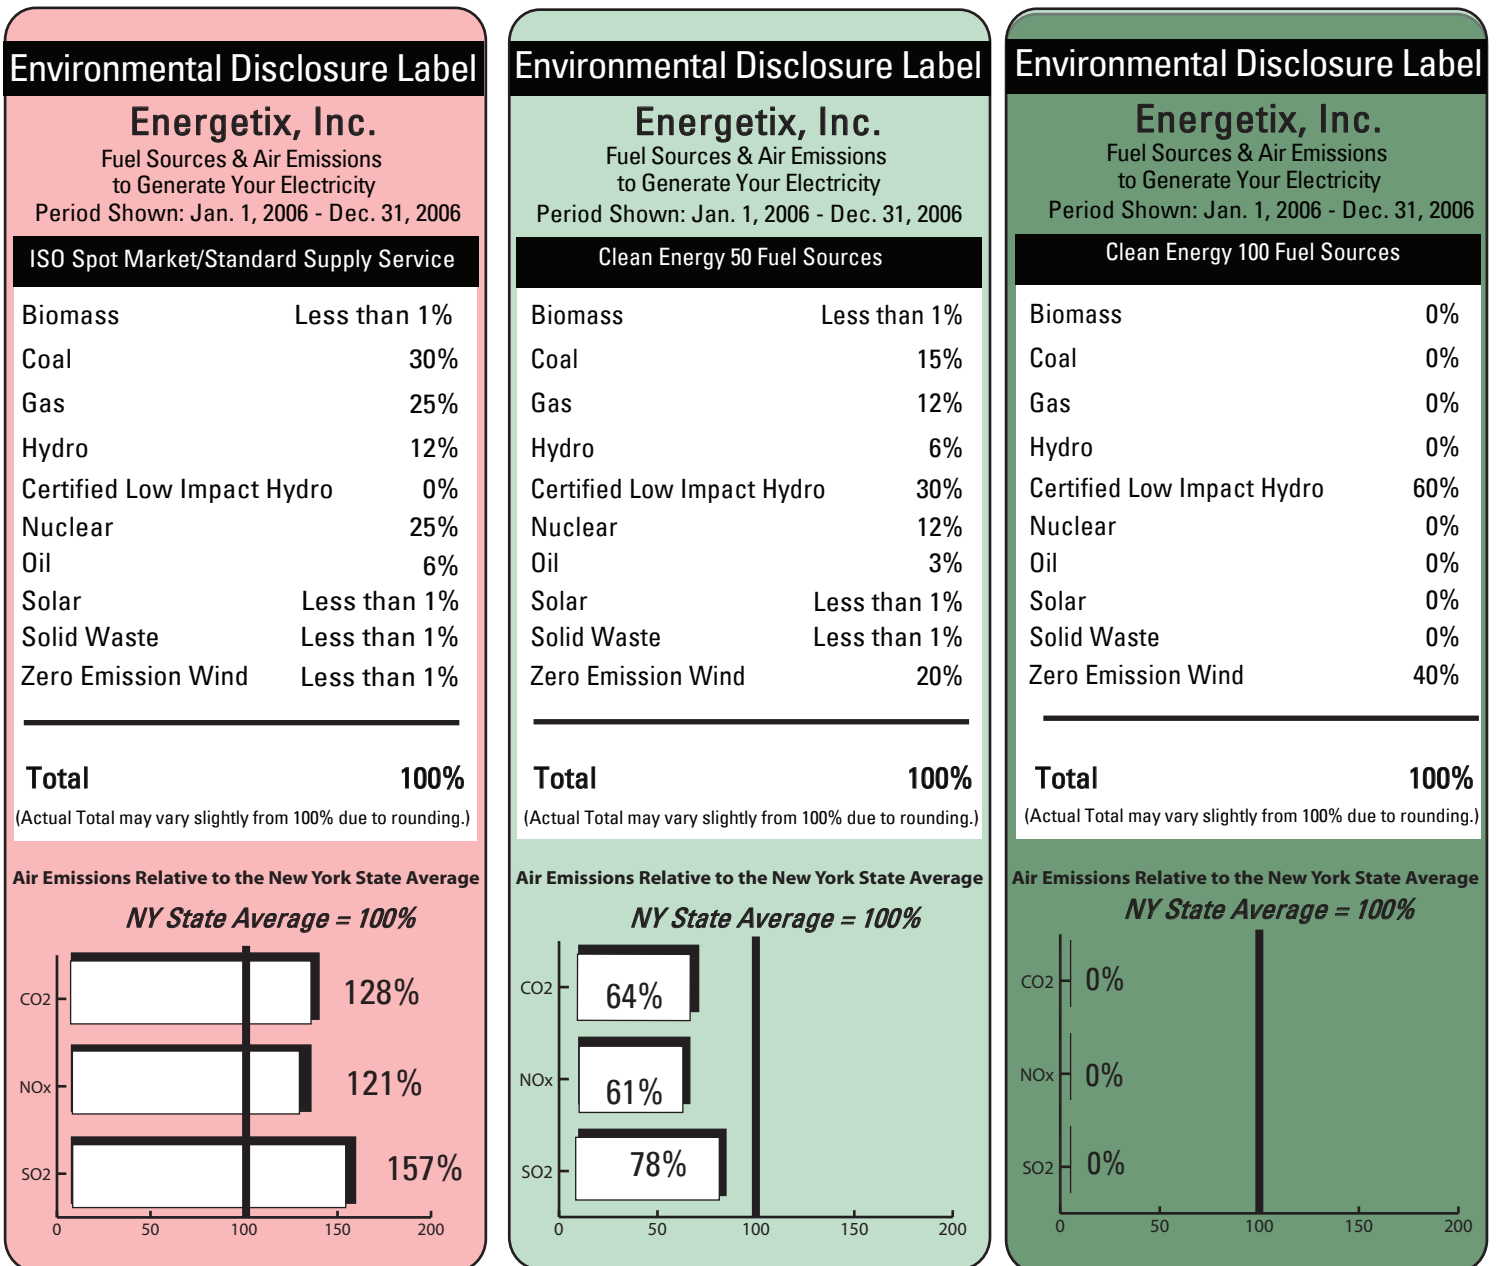 Environmental Disclosure Label
Energetix, Inc.
Fuel Sources & Air Emissions
to Generate Your Electricity
Period Shown: Jan. 1, 2006 - Dec. 31, 2006
ISO Spot Market/Standard Supply Service
Biomass Less than 1%
Coal 30%
Gas 25%
Hydro 12%
Certified Low Impact Hydro 0%
Nuclear 25%
Oil 6%
Solar Less than 1%
Solid Waste Less than 1%
Zero Emission Wind Less than 1%
Total 100%
(Actual Total may vary slightly from 100% due to rounding.)
Air Emissions Relative to the New York State Average
NY State Average = 100%
CO2 128%
NOx 121%
SO2 157%
0 50 100 150 200
Environmental Disclosure Label
Energetix, Inc.
Fuel Sources & Air Emissions
to Generate Your Electricity
Period Shown: Jan. 1, 2006 - Dec. 31, 2006
Clean Energy 50 Fuel Sources
Biomass Less than 1%
Coal 15%
Gas 12%
Hydro 6%
Certified Low Impact Hydro 30%
Nuclear 12%
Oil 3%
Solar Less than 1%
Solid Waste Less than 1%
Zero Emission Wind 20%
Total 100%
(Actual Total may vary slightly from 100% due to rounding.)
Air Emissions Relative to the New York State Average
NY State Average = 100%
CO2 64%
NOx 61%
SO2 78%
0 50 100 150 200
Environmental Disclosure Label
Energetix, Inc.
Fuel Sources & Air Emissions
to Generate Your Electricity
Period Shown: Jan. 1, 2006 - Dec. 31, 2006
Clean Energy 100 Fuel Sources
Biomass 0%
Coal 0%
Gas 0%
Hydro 0%
Certified Low Impact Hydro 60%
Nuclear 0%
Oil 0%
Solar 0%
Solid Waste 0%
Zero Emission Wind 40%
Total 100%
(Actual Total may vary slightly from 100% due to rounding.)
Air Emissions Relative to the New York State Average
NY State Average = 100%
CO2 0%
NOx 0%
SO2 0%
0 50 100 150 200